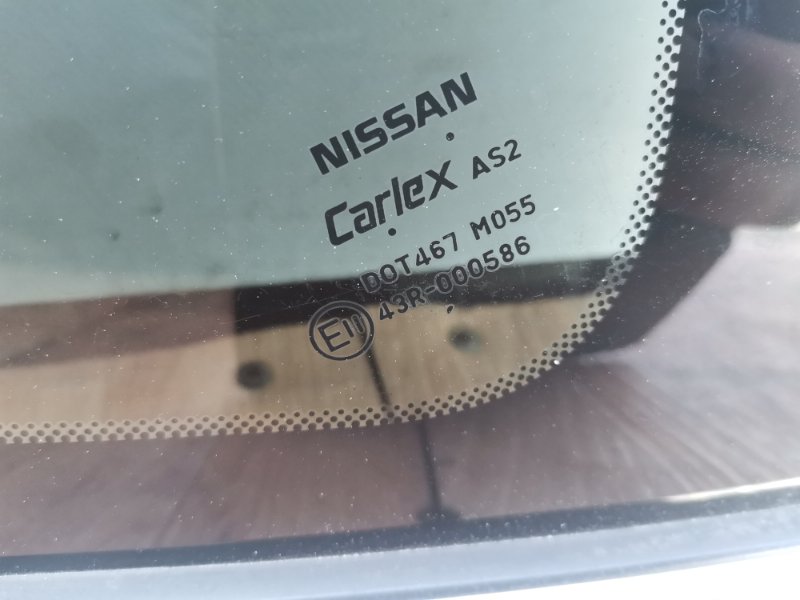 NISSAN
Carlex AS2
DOT467 M055
43R-000586
E11